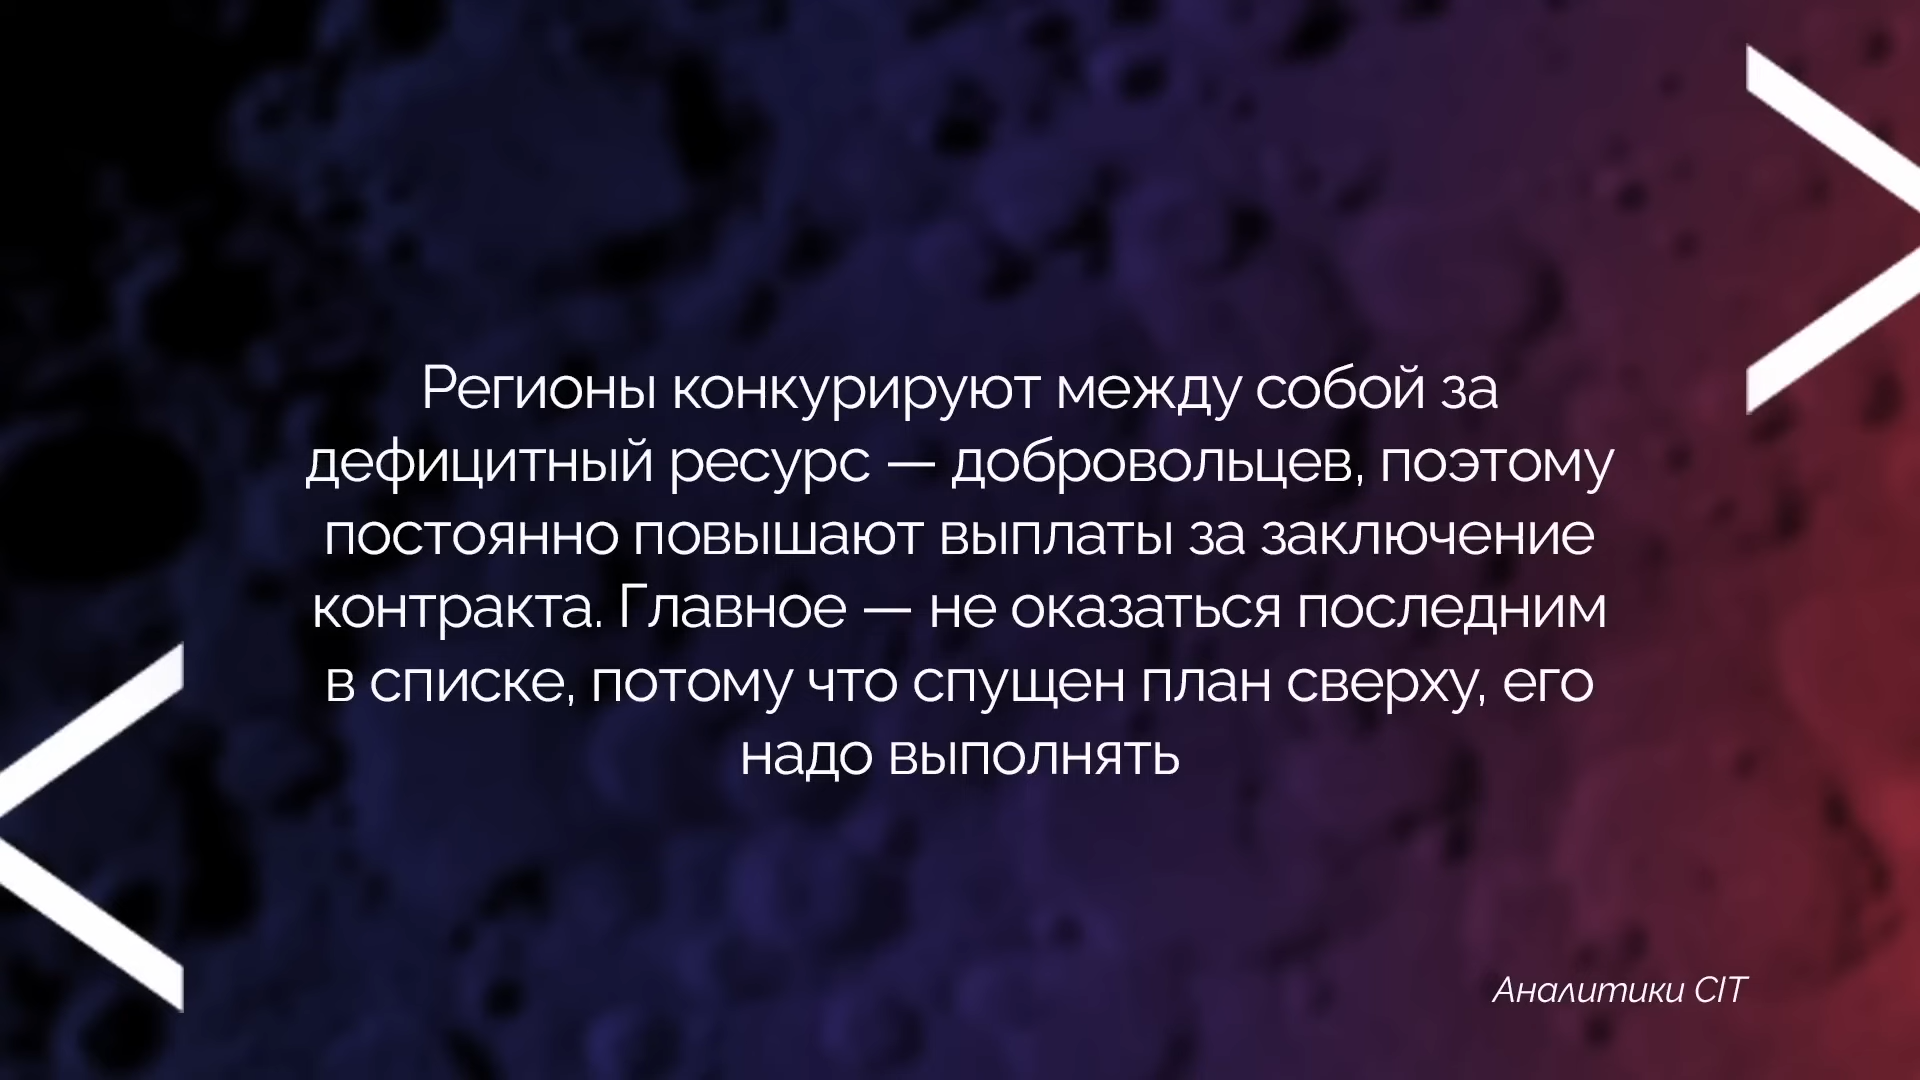 Регионы конкурируют между собой за
дефицитный ресурс — добровольцев, поэтому
постоянно повышают выплаты за заключение
контракта. Главное — не оказаться последним
в списке, потому что спущен план сверху, его
надо выполнять
Аналитики CIT